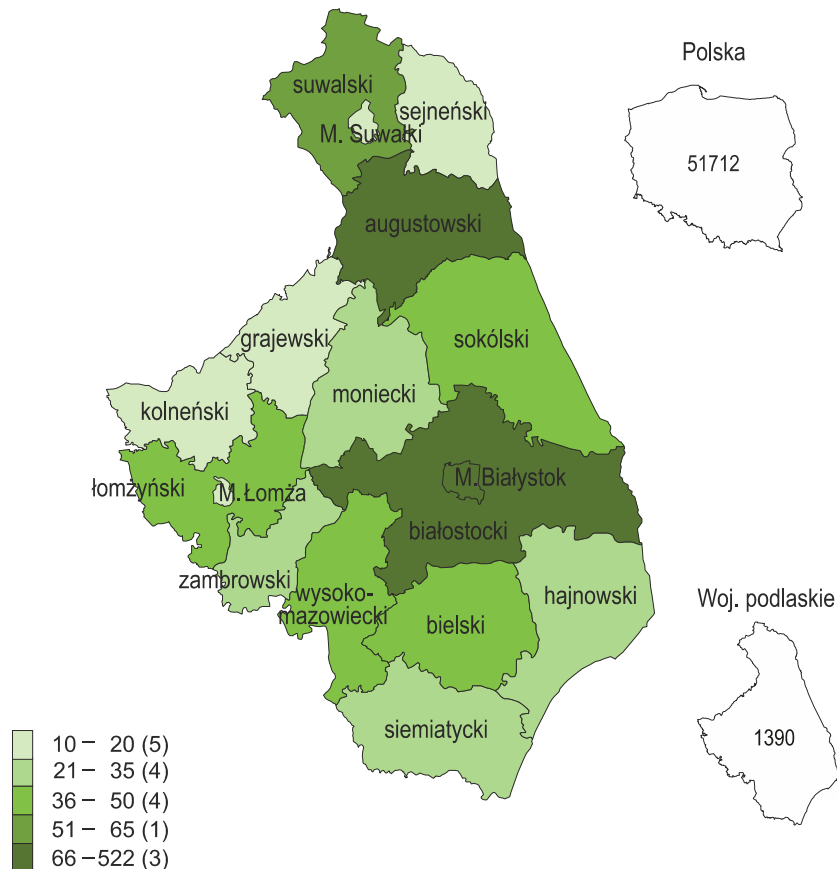 Polska
suwalski
sejneński
M. Suwałki
51712
augustowski
grajewski
sokólski
moniecki
kolneński
M. Białystok
łomżyński
M. Łomża
białostocki
zambrowski
wysoko-
mazowiecki
hajnowski
Woj. podlaskie
bielski
siemiatycki
1390
10 – 20 (5)
21 – 35 (4)
36 – 50 (4)
51 – 65 (1)
66 – 522 (3)